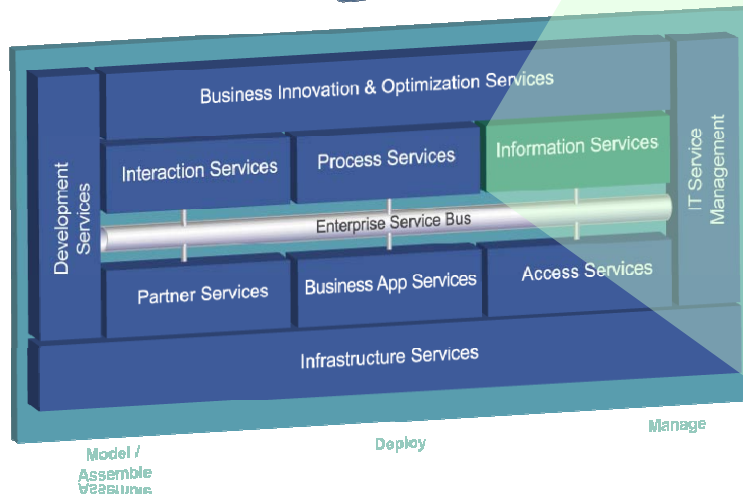 Business Innovation & Optimization Services
Development
Services
Interaction Services
Process Services
Information Services
IT Service
Management
Enterprise Service Bus
Partner Services
Business App Services
Access Services
Infrastructure Services
Model /
Assemble
Assemble
Deploy
Manage